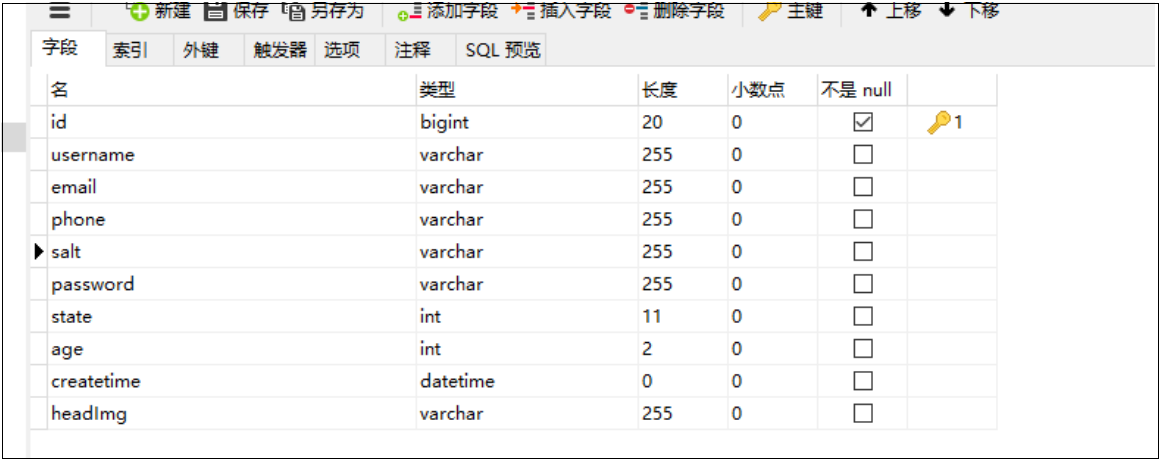 新建 保存 另存为 添加字段 插入字段 删除字段 主键 上移 下移
字段 索引 外键 触发器 选项 注释 SQL 预览
名 类型 长度 小数点 不是 null
id bigint 20 0 1
username varchar 255 0
email varchar 255 0
phone varchar 255 0
salt varchar 255 0
password varchar 255 0
state int 11 0
age int 2 0
createtime datetime 0 0
headImg varchar 255 0